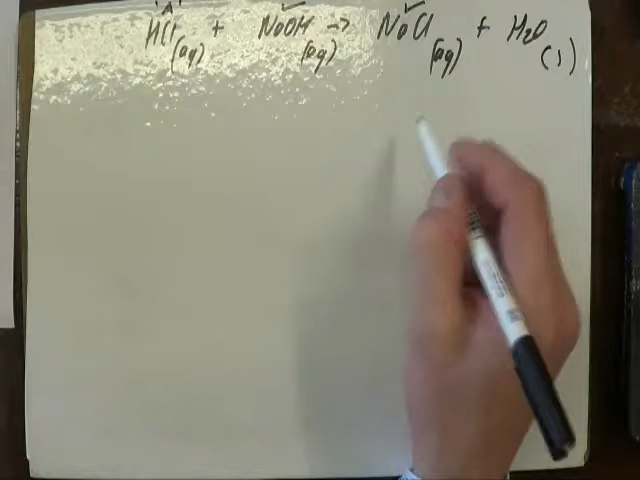 "A"
HCl + NaOH → NaCl + H₂O
(aq) (aq) (aq) (l)